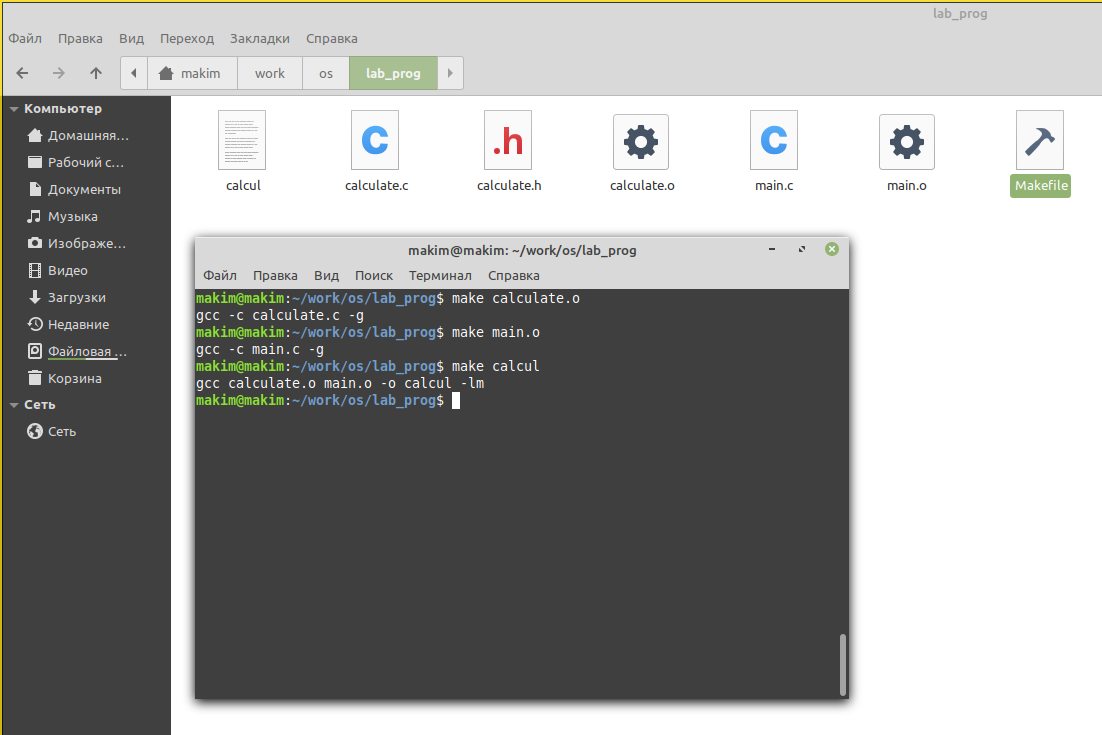 lab_prog
Файл Правка Вид Переход Закладки Справка
makim work os lab_prog
Компьютер
Домашняя...
Рабочий с...
Документы
Музыка
Изображе...
Видео
Загрузки
Недавние
Файловая ...
Корзина
Сеть
Сеть
calcul calculate.c calculate.h calculate.o main.c main.o Makefile
makim@makim: ~/work/os/lab_prog
Файл Правка Вид Поиск Терминал Справка
makim@makim:~/work/os/lab_prog$ make calculate.o
gcc -c calculate.c -g
makim@makim:~/work/os/lab_prog$ make main.o
gcc -c main.c -g
makim@makim:~/work/os/lab_prog$ make calcul
gcc calculate.o main.o -o calcul -lm
makim@makim:~/work/os/lab_prog$